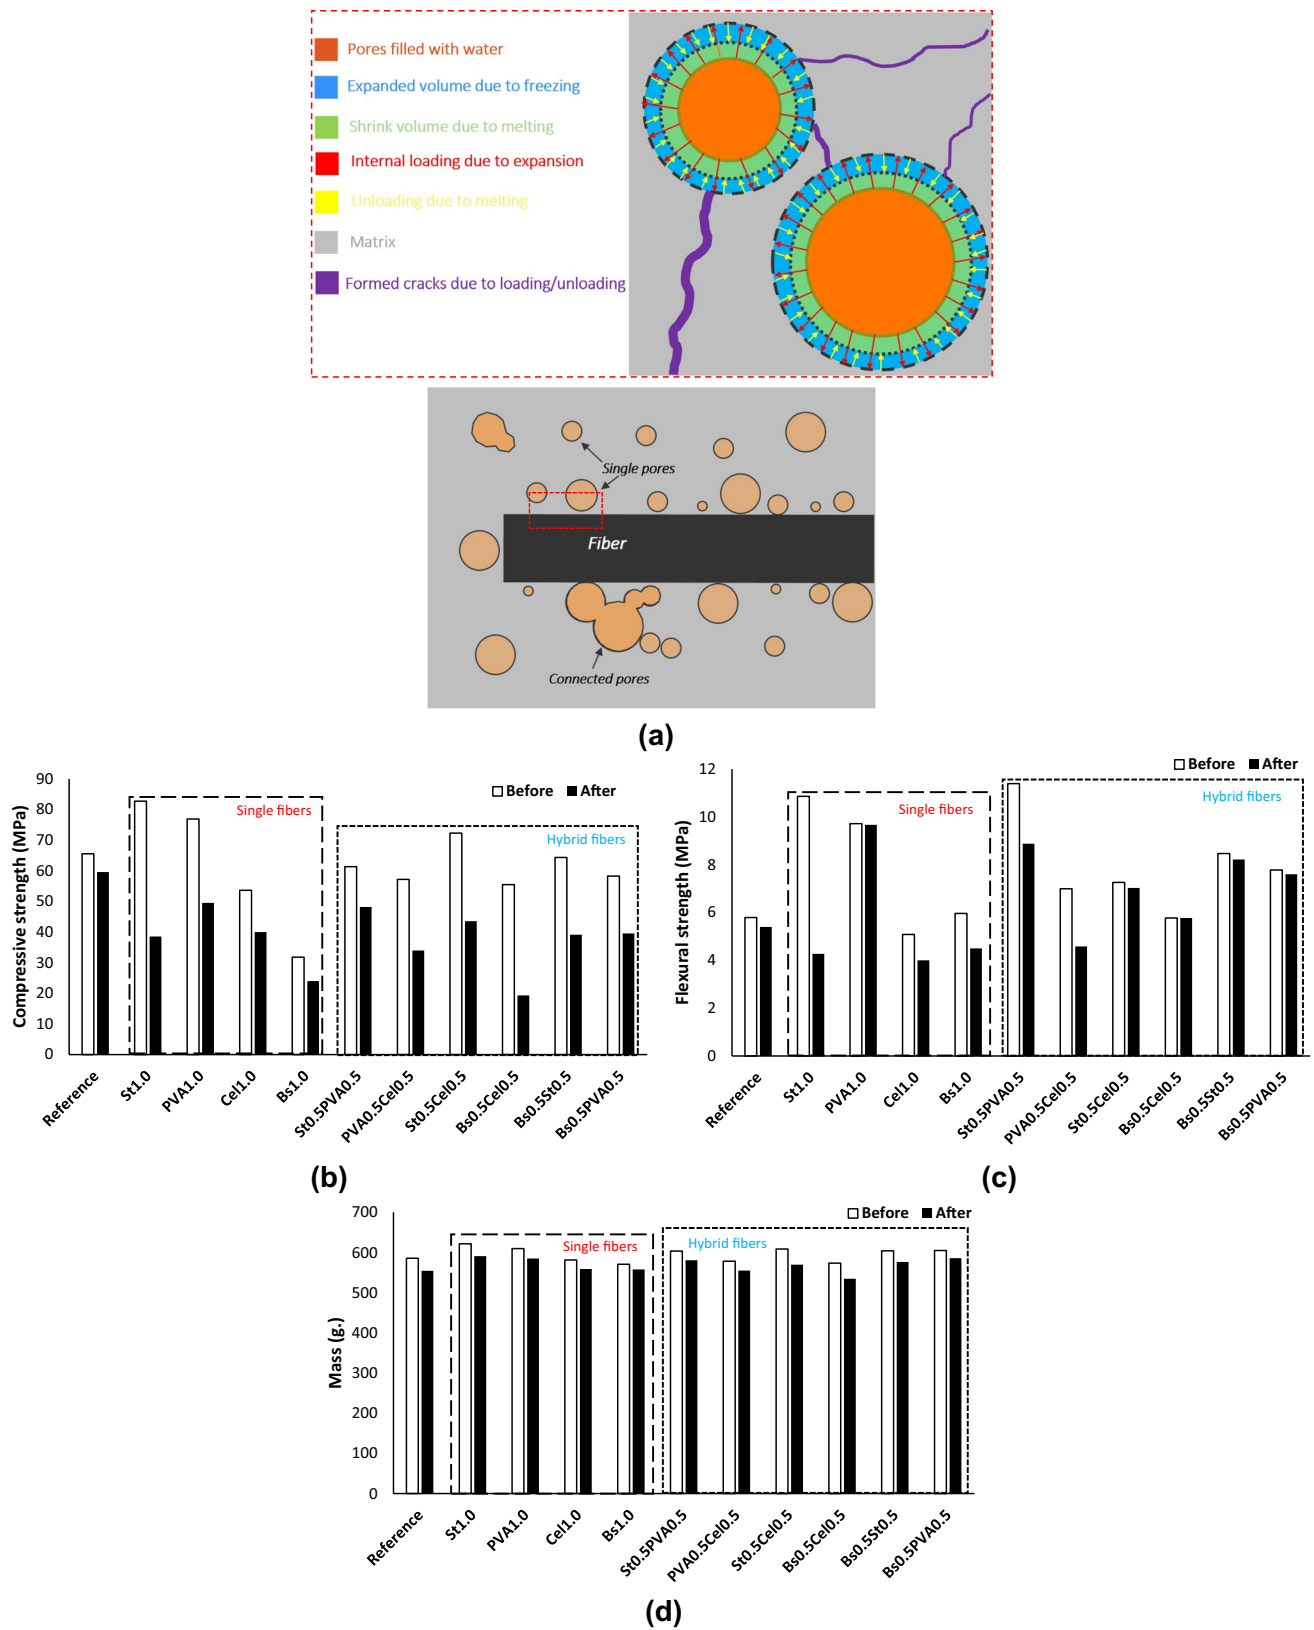 Pores filled with water
Expanded volume due to freezing
Shrink volume due to melting
Internal loading due to expansion
Unloading due to melting
Matrix
Formed cracks due to loading/unloading
Single pores
Fiber
Connected pores
(a)
Compressive strength (MPa)
90
80
70
60
50
40
30
20
10
0
Before After
Single fibers
Hybrid fibers
Reference
St1.0
PVA1.0
Cel1.0
Bs1.0
St0.5PVA0.5
PVA0.5Cel0.5
St0.5Cel0.5
Bs0.5Cel0.5
Bs0.5St0.5
Bs0.5PVA0.5
(b)
Flexural strength (MPa)
12
10
8
6
4
2
0
Before After
Single fibers
Hybrid fibers
Reference
St1.0
PVA1.0
Cel1.0
Bs1.0
St0.5PVA0.5
PVA0.5Cel0.5
St0.5Cel0.5
Bs0.5Cel0.5
Bs0.5St0.5
Bs0.5PVA0.5
(c)
Mass (g.)
700
600
500
400
300
200
100
0
Before After
Single fibers
Hybrid fibers
Reference
St1.0
PVA1.0
Cel1.0
Bs1.0
St0.5PVA0.5
PVA0.5Cel0.5
St0.5Cel0.5
Bs0.5Cel0.5
Bs0.5St0.5
Bs0.5PVA0.5
(d)